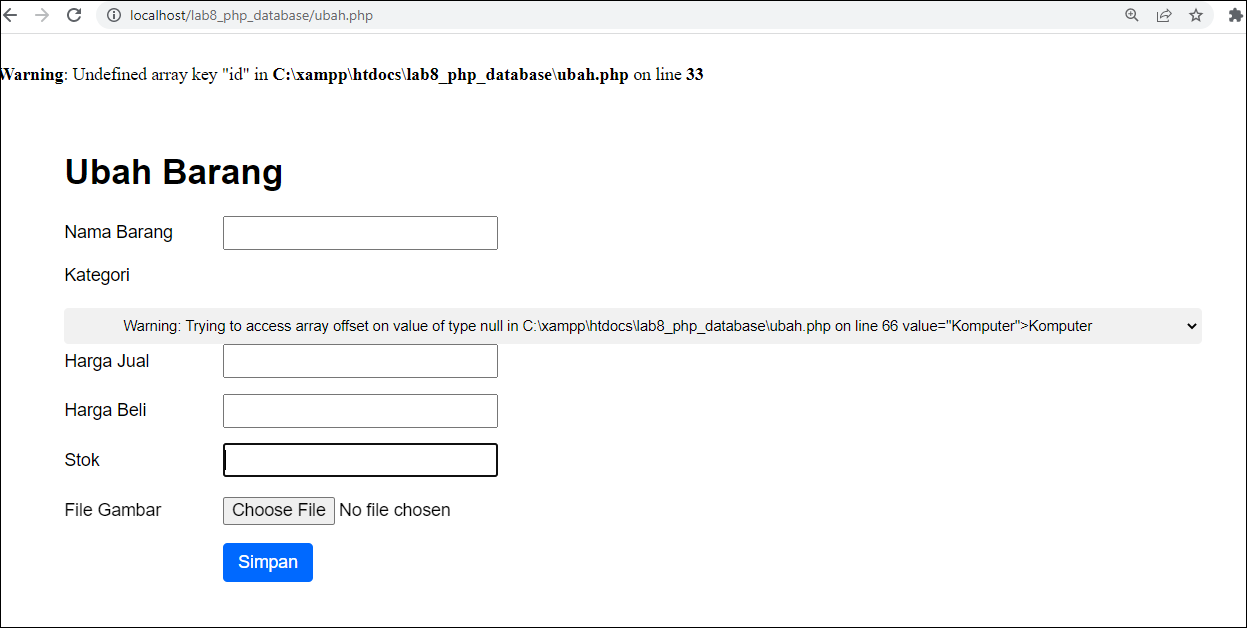 localhost/lab8_php_database/ubah.php
Warning: Undefined array key "id" in C:\xampp\htdocs\lab8_php_database\ubah.php on line 33
Ubah Barang
Nama Barang
Kategori
Warning: Trying to access array offset on value of type null in C:\xampp\htdocs\lab8_php_database\ubah.php on line 66 value="Komputer">Komputer
Harga Jual
Harga Beli
Stok
File Gambar Choose File No file chosen
Simpan